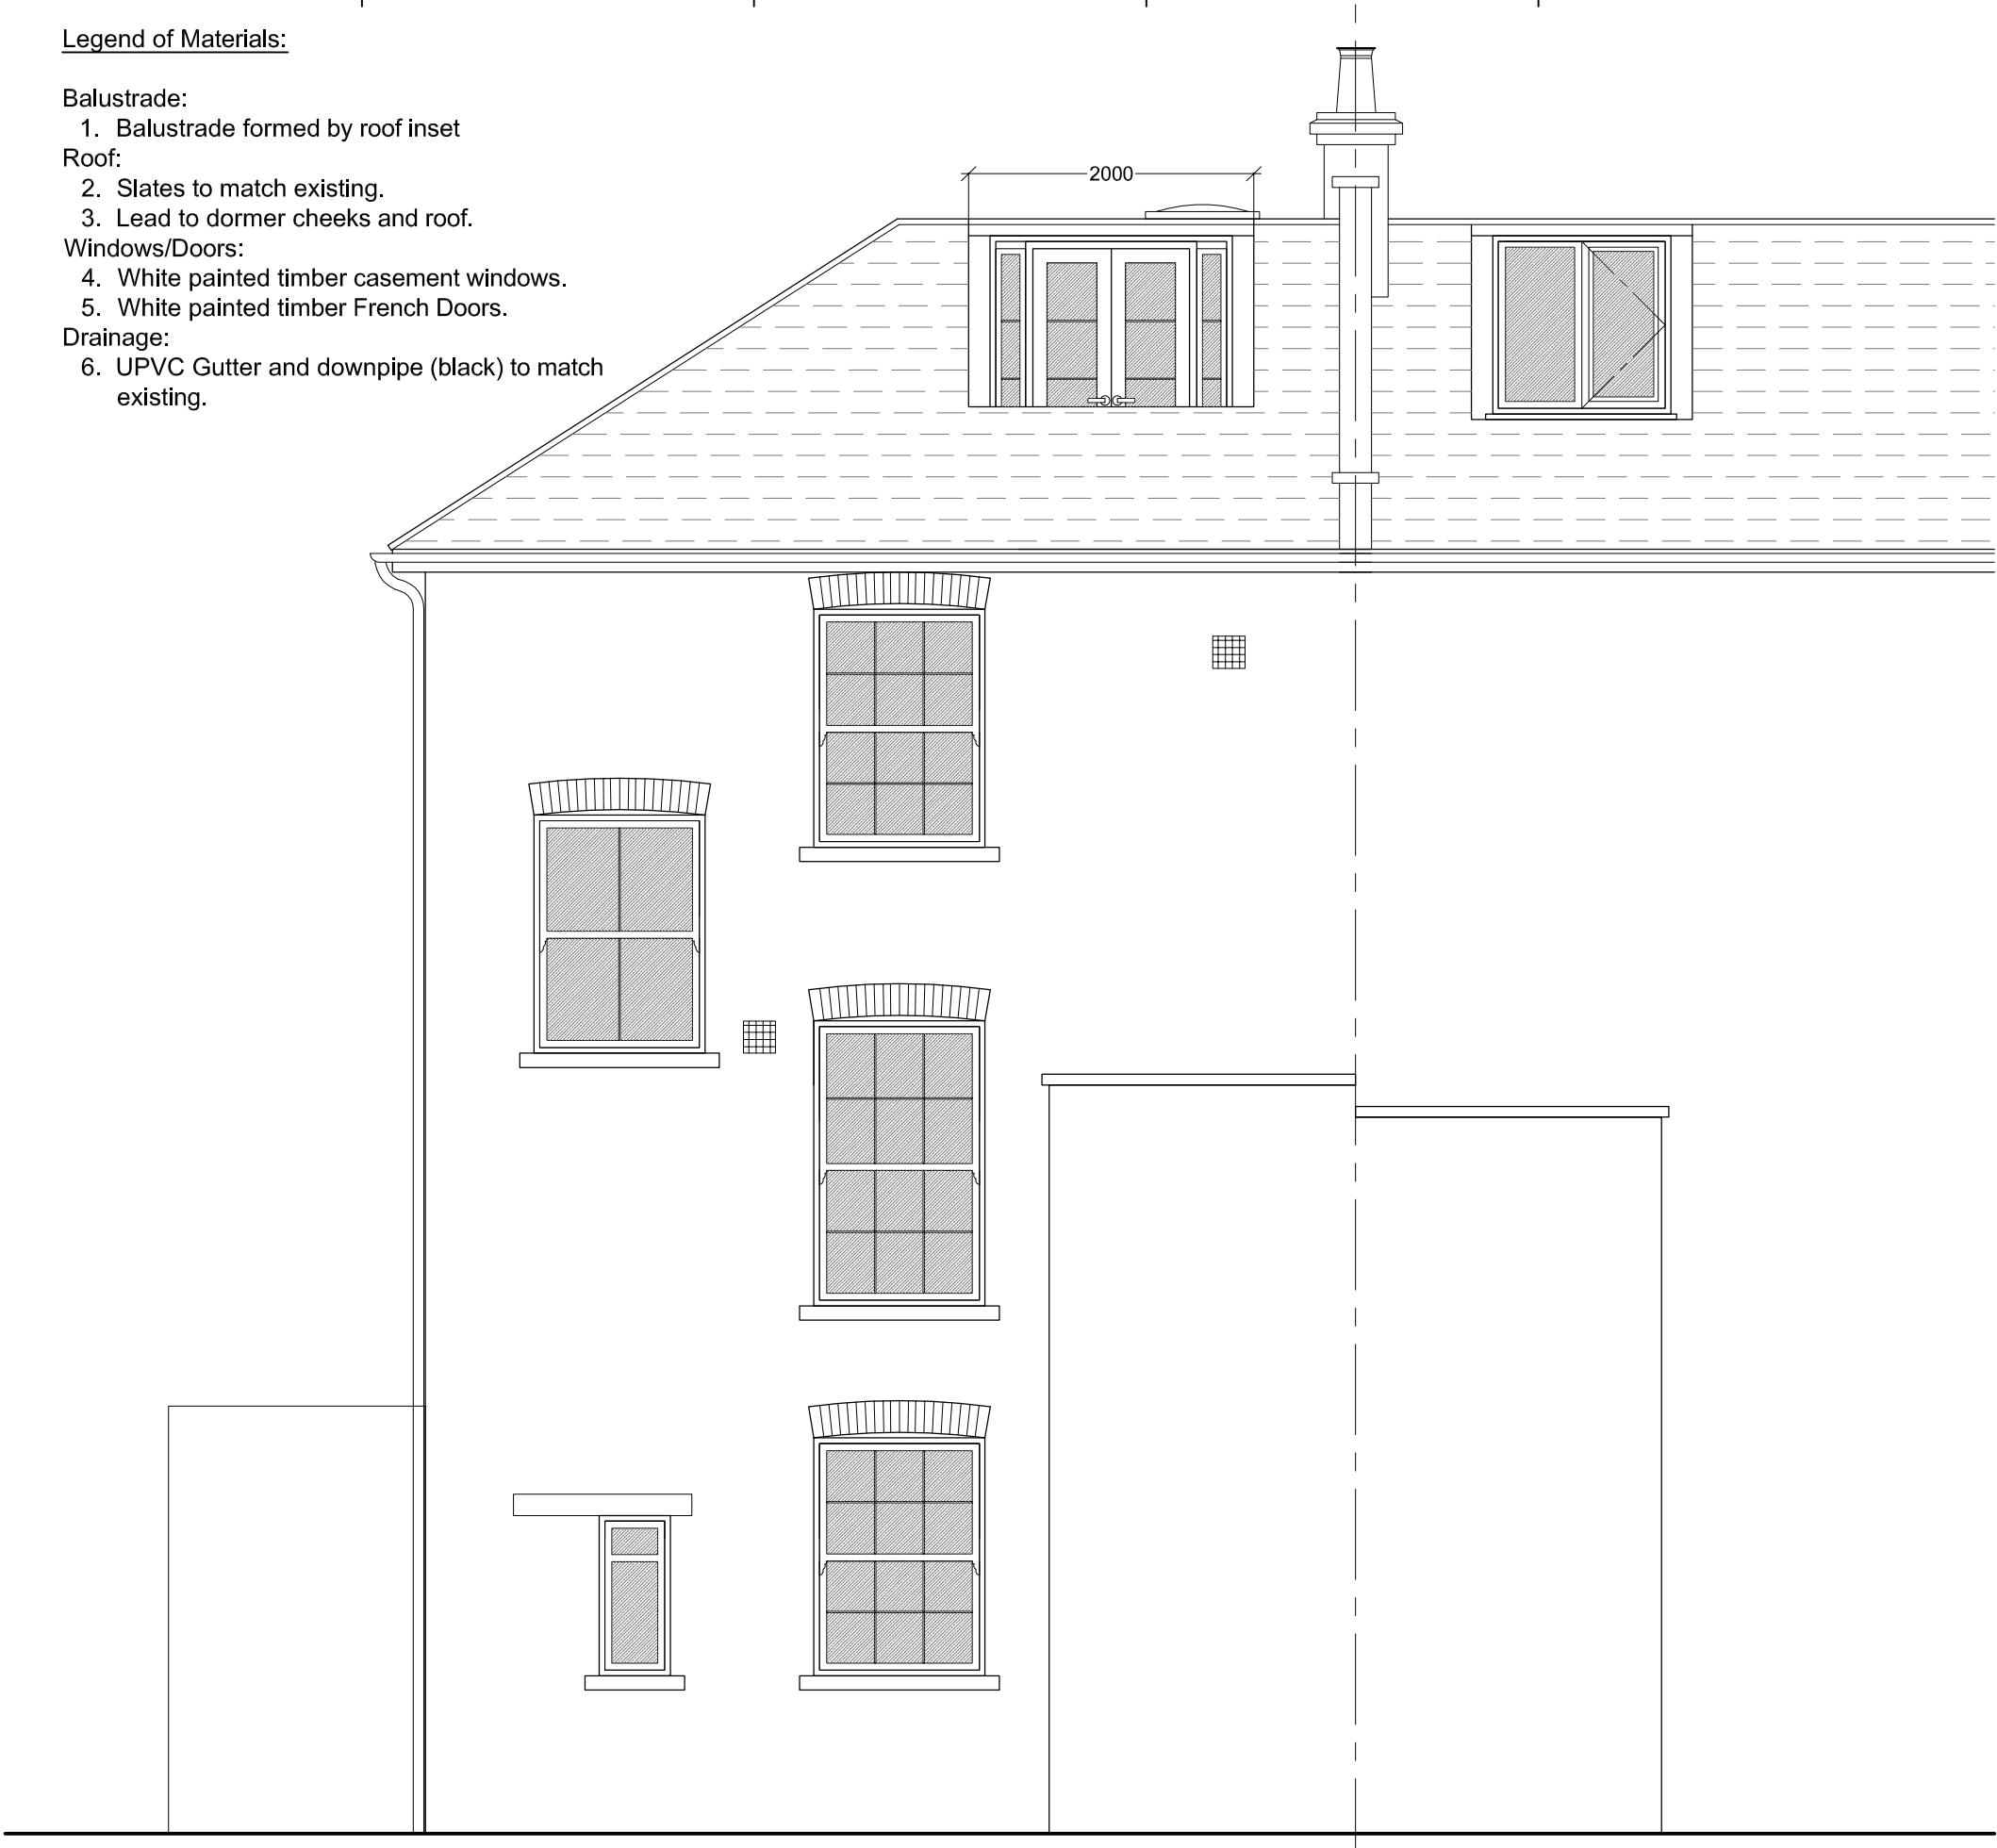 Legend of Materials:
Balustrade:
1. Balustrade formed by roof inset
Roof:
2. Slates to match existing.
3. Lead to dormer cheeks and roof.
Windows/Doors:
4. White painted timber casement windows.
5. White painted timber French Doors.
Drainage:
6. UPVC Gutter and downpipe (black) to match
existing.
2000